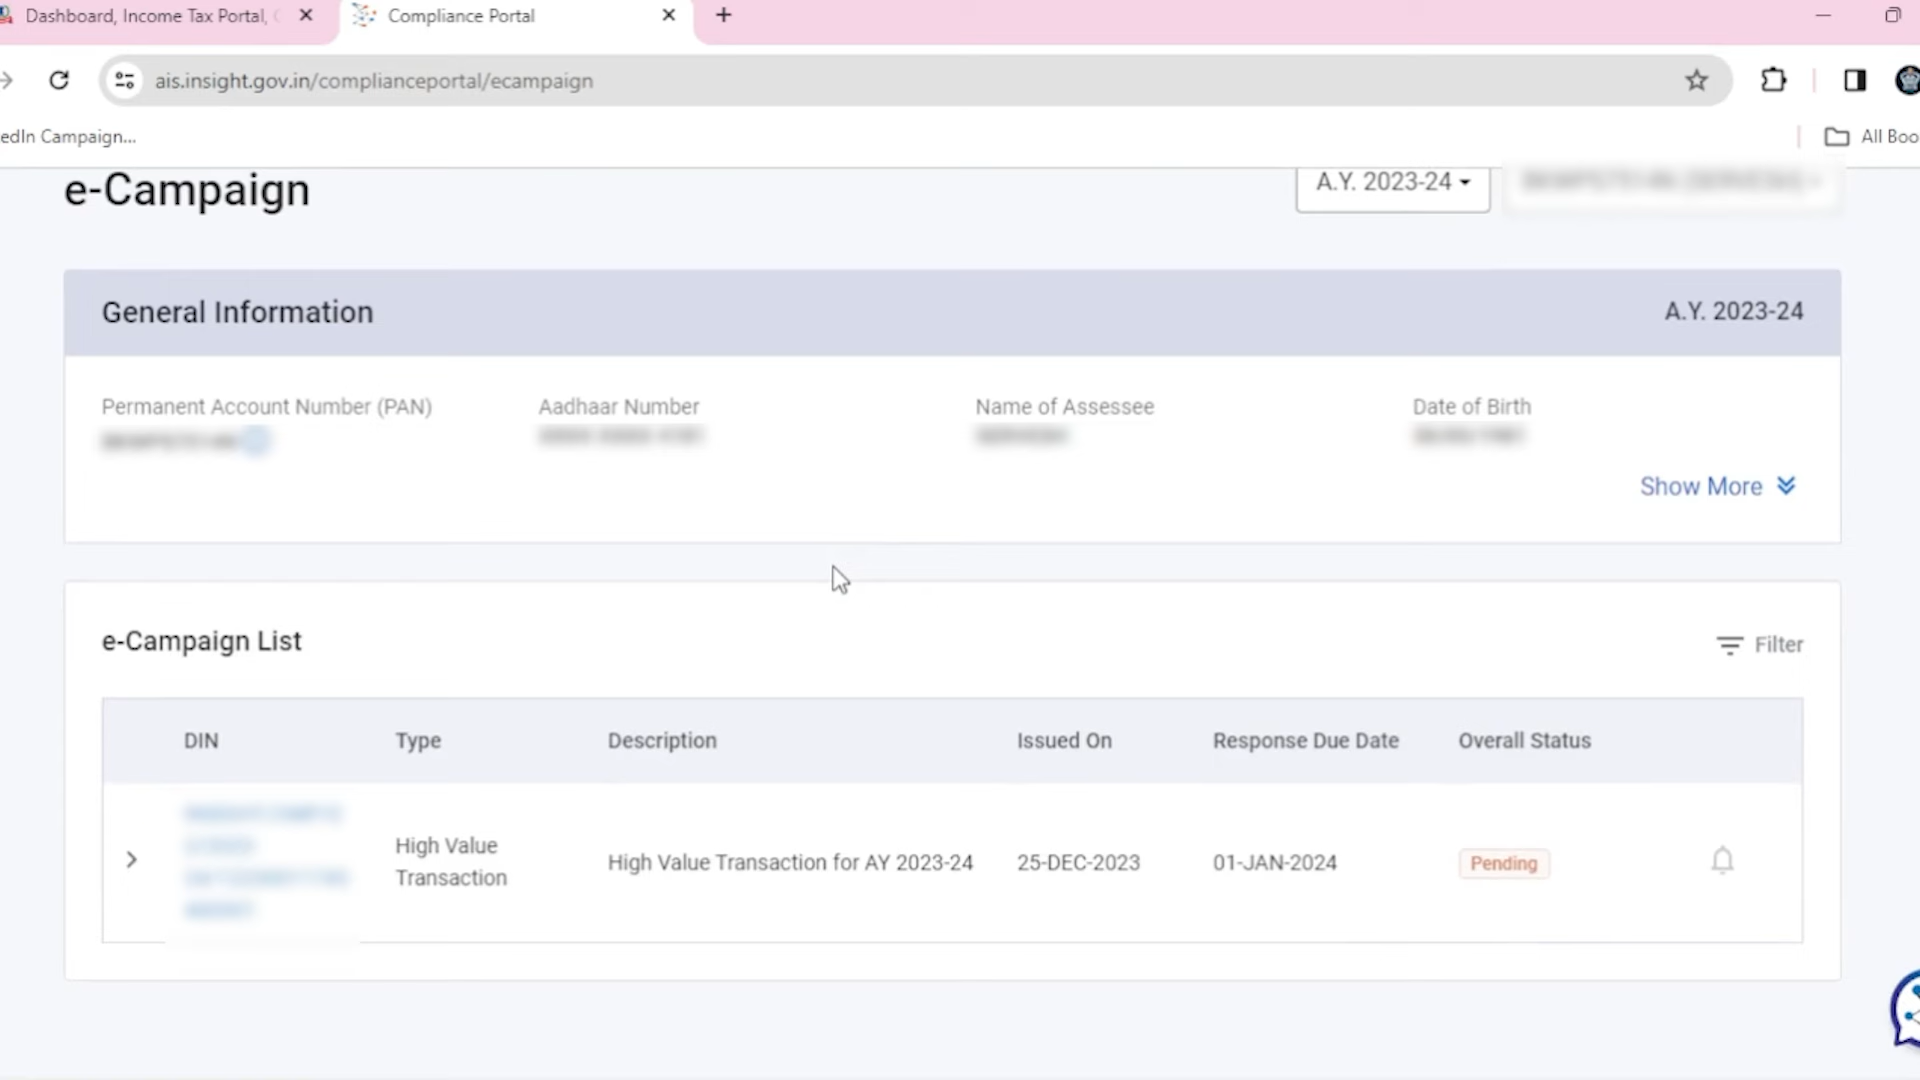 Dashboard, Income Tax Portal,
Compliance Portal
ais.insight.gov.in/complianceportal/ecampaign
edIn Campaign...
All Boo
e-Campaign
A.Y. 2023-24
General Information
A.Y. 2023-24
Permanent Account Number (PAN)
Aadhaar Number
Name of Assessee
Date of Birth
Show More
e-Campaign List
Filter
DIN
Type
Description
Issued On
Response Due Date
Overall Status
High Value
Transaction
High Value Transaction for AY 2023-24
25-DEC-2023
01-JAN-2024
Pending